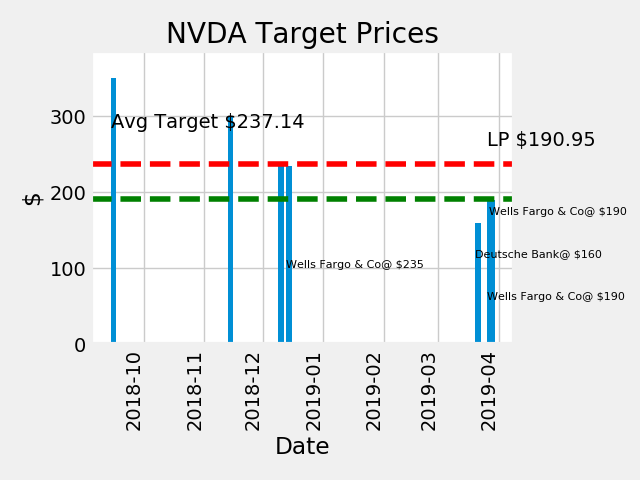 NVDA Target Prices
Avg Target $237.14
LP $190.95
Wells Fargo & Co@ $190
Deutsche Bank@ $160
Wells Fargo & Co@ $235
Wells Fargo & Co@ $190
$
300
200
100
0
2018-10
2018-11
2018-12
2019-01
2019-02
2019-03
2019-04
Date